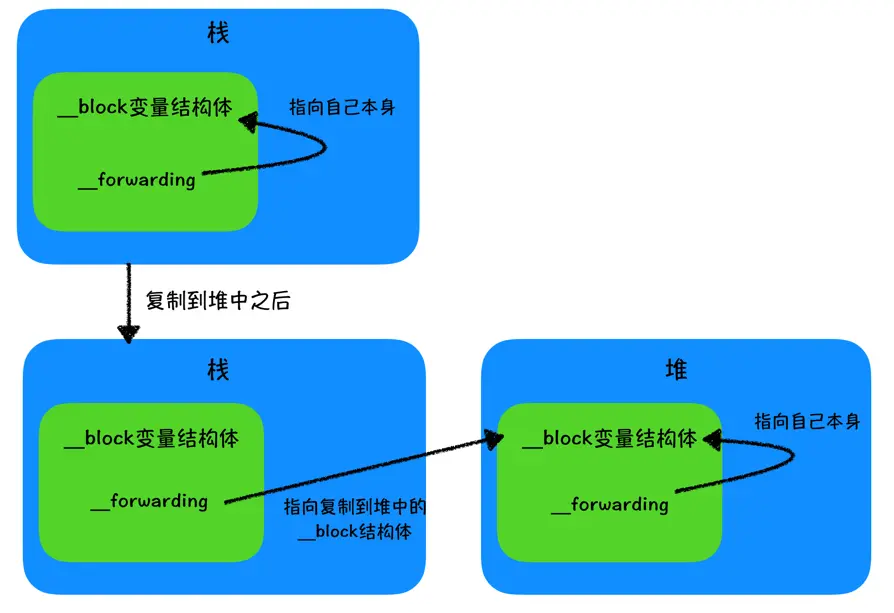 栈
__block变量结构体
指向自己本身
__forwarding
复制到堆中之后
栈
__block变量结构体
__forwarding
指向复制到堆中的
__block结构体
堆
__block变量结构体
指向自己本身
__forwarding